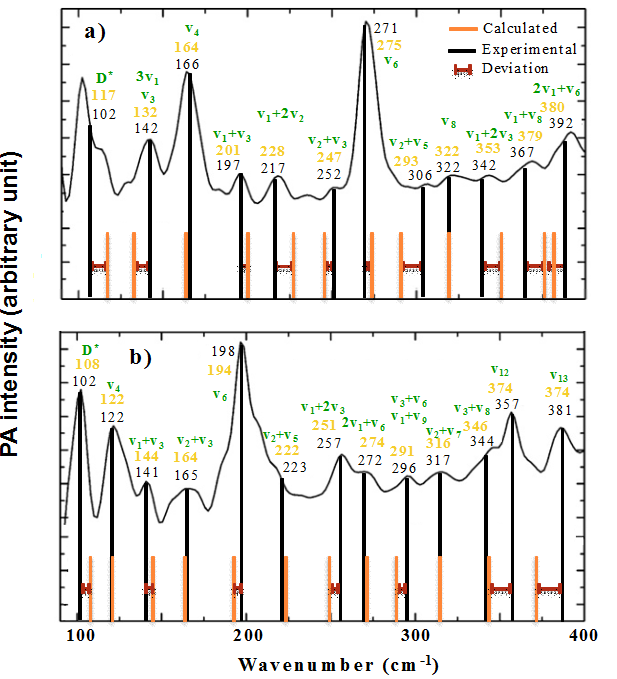 PA intensity (arbitrary unit)
a)
Calculated
Experimental
Deviation
D*
117
102
3v1
v3
132
142
v4
164
166
v1+v3
201
197
v1+2v2
228
217
v2+v3
247
252
271
275
v6
v2+v5
293
306
v8
322
322
v1+2v3
353
342
v1+v8
379
367
2v1+v6
380
392
b)
D*
108
102
v4
122
122
v1+v3
144
141
v2+v3
164
165
198
194
v6
v2+v5
222
223
v1+2v3
251
257
2v1+v6
274
272
v3+v6
v1+v9
291
296
v2+v7
316
317
v3+v8
346
344
v12
374
357
v13
374
381
100 200 300 400
Wavenumber (cm-1)